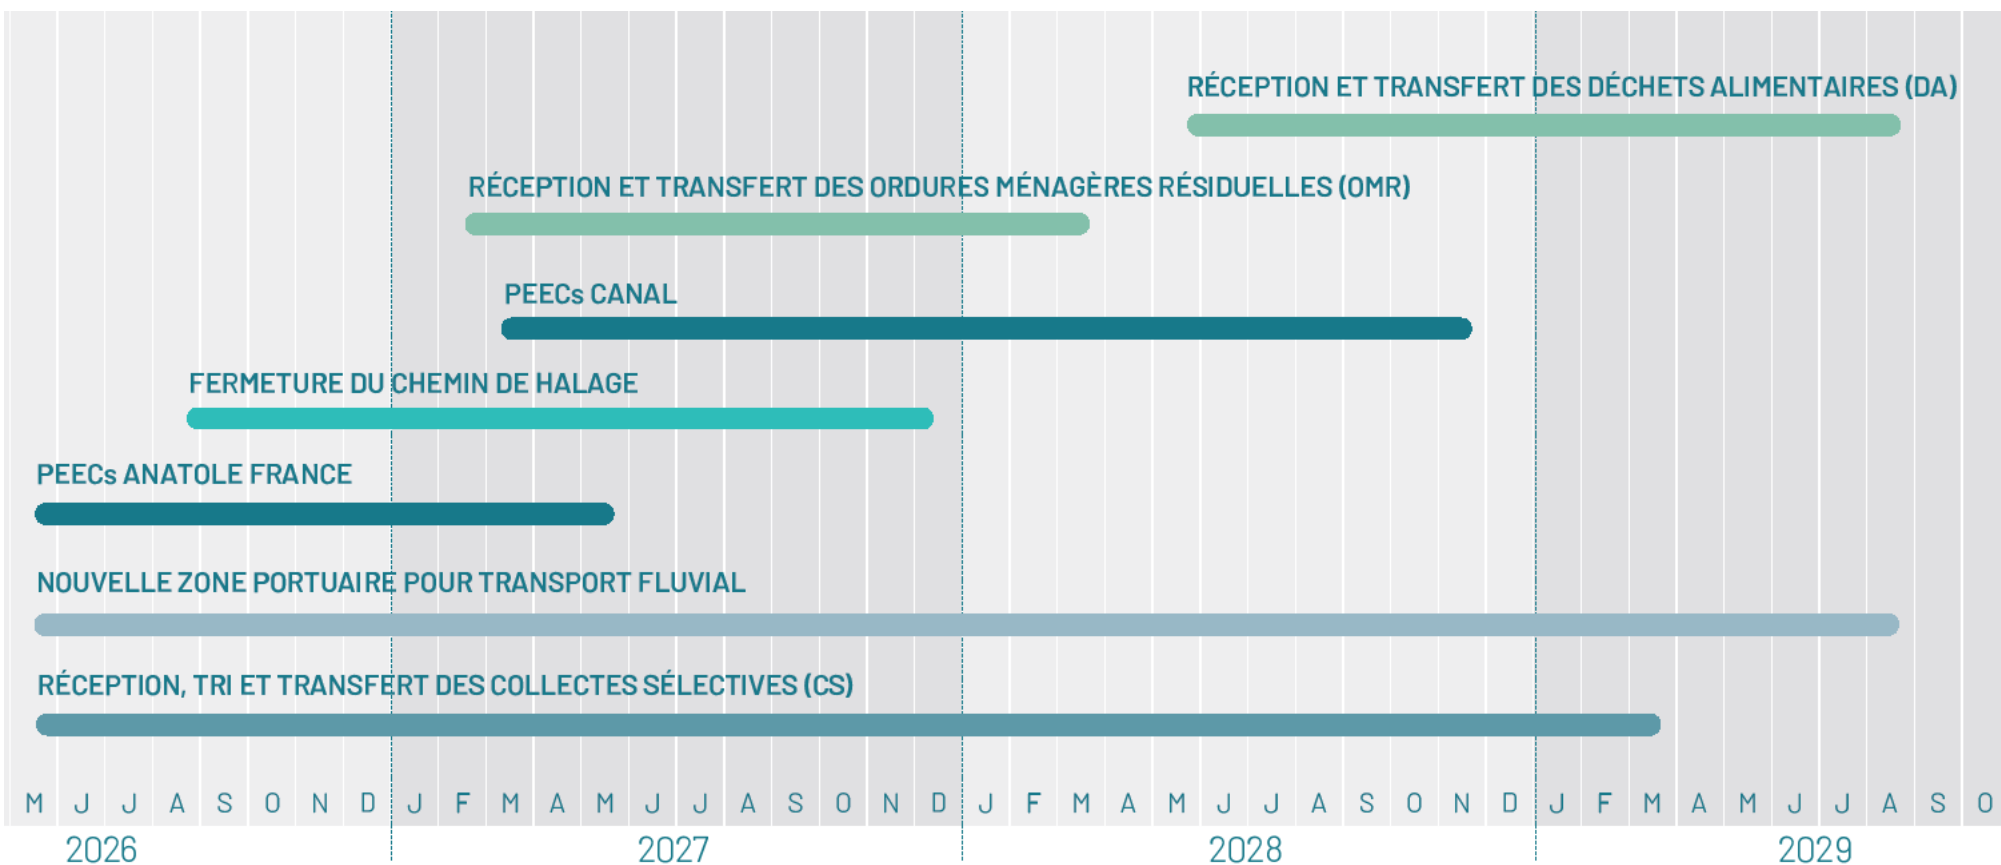 RÉCEPTION ET TRANSFERT DES DÉCHETS ALIMENTAIRES (DA)
RÉCEPTION ET TRANSFERT DES ORDURES MÉNAGÈRES RÉSIDUELLES (OMR)
PEECs CANAL
FERMETURE DU CHEMIN DE HALAGE
PEECs ANATOLE FRANCE
NOUVELLE ZONE PORTUAIRE POUR TRANSPORT FLUVIAL
RÉCEPTION, TRI ET TRANSFERT DES COLLECTES SÉLECTIVES (CS)
M J J A S O N D J F M A M J J A S O N D J F M A M J J A S O N D J F M A M J J A S O
2026 2027 2028 2029